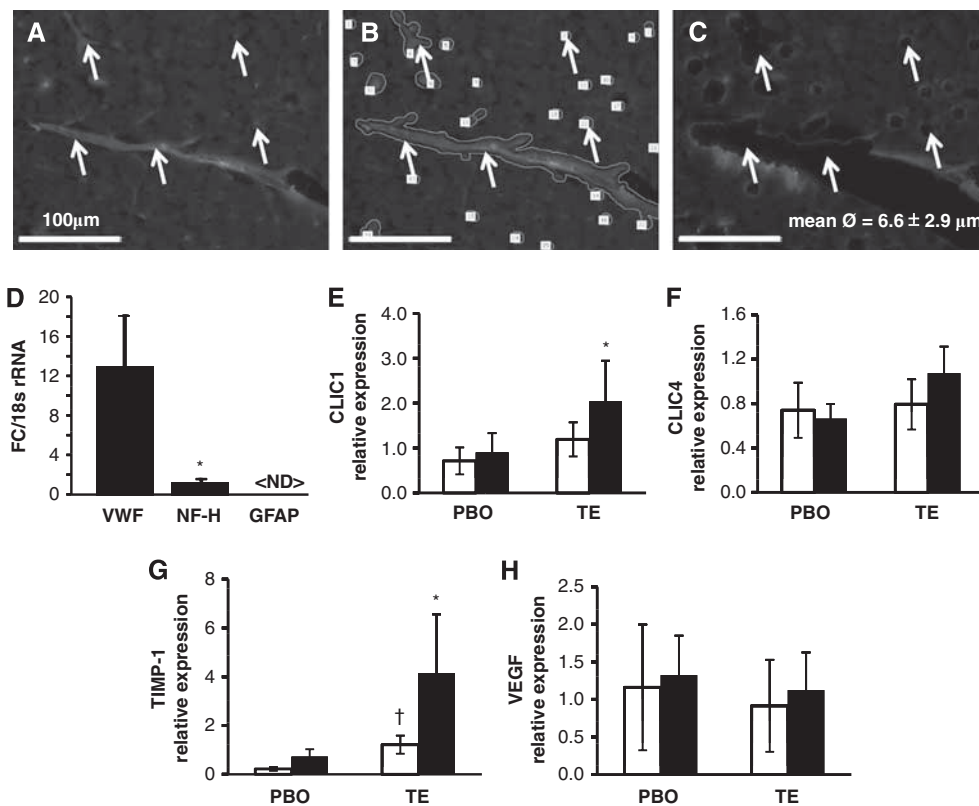 A
B
C
100µm
mean Ø = 6.6 ± 2.9 µm
D
FC/18s rRNA
20
16
12
8
4
0
*
<ND>
VWF NF-H GFAP
E
CLIC1
relative expression
4.0
3.0
2.0
1.0
0.0
*
PBO TE
F
CLIC4
relative expression
1.6
1.2
0.8
0.4
0.0
PBO TE
G
TIMP-1
relative expression
8
6
4
2
0
†
*
PBO TE
H
VEGF
relative expression
2.5
2.0
1.5
1.0
0.5
0.0
PBO TE